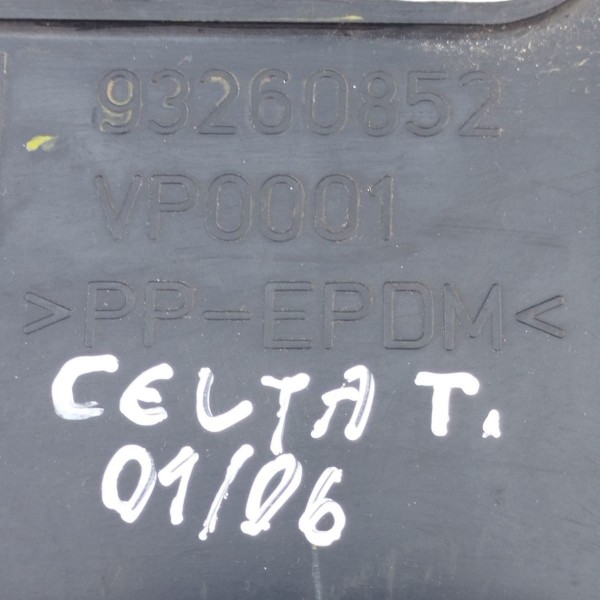 93260852
VP0001
>PP-EPDM<
CELTA T.
01/06